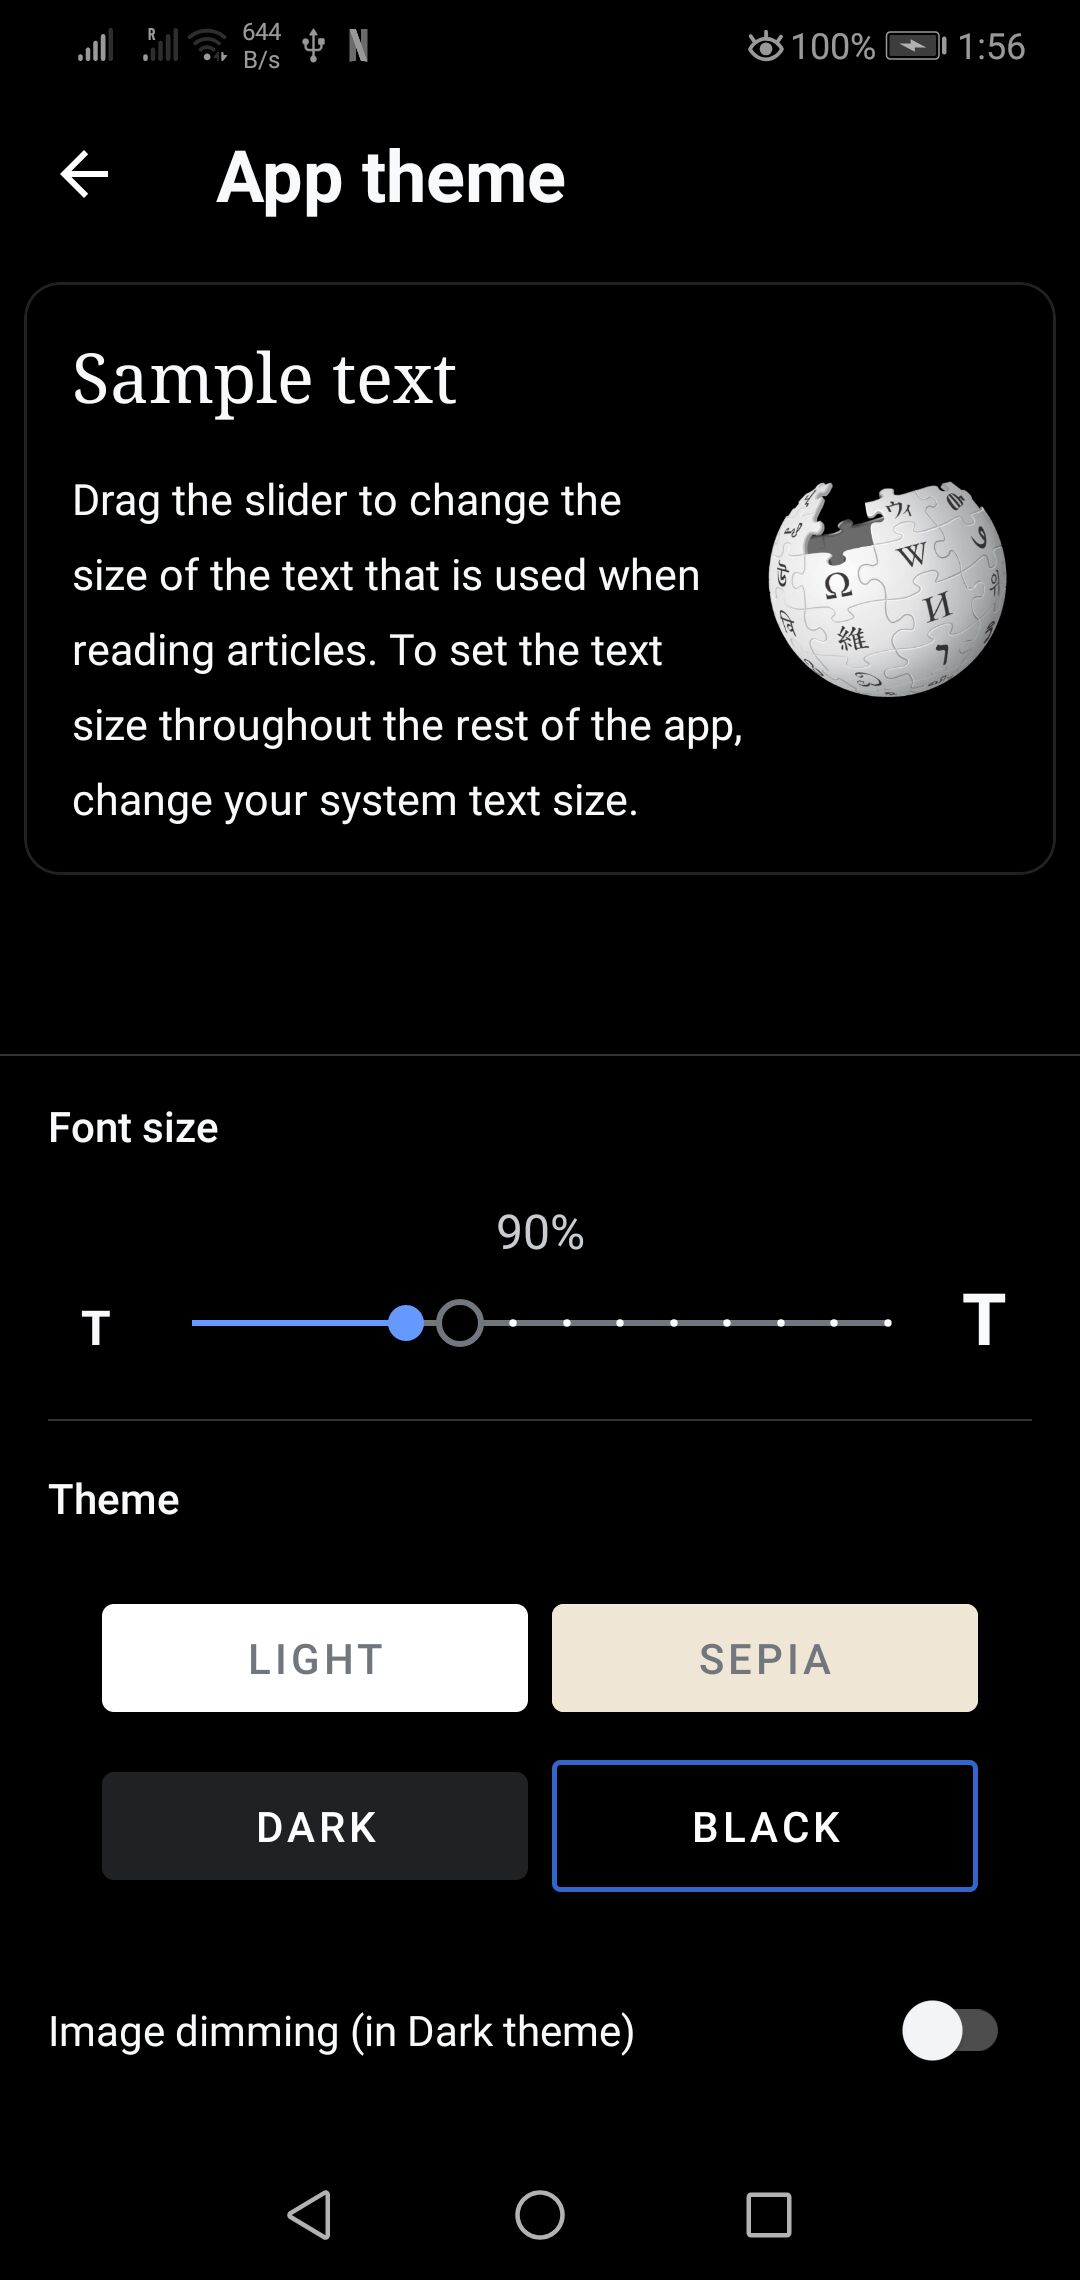 R
644
B/s
100%
1:56
App theme
Sample text
Drag the slider to change the
size of the text that is used when
reading articles. To set the text
size throughout the rest of the app,
change your system text size.
Ω
W
И
維
ウィ
Font size
90%
T
T
Theme
LIGHT
SEPIA
DARK
BLACK
Image dimming (in Dark theme)